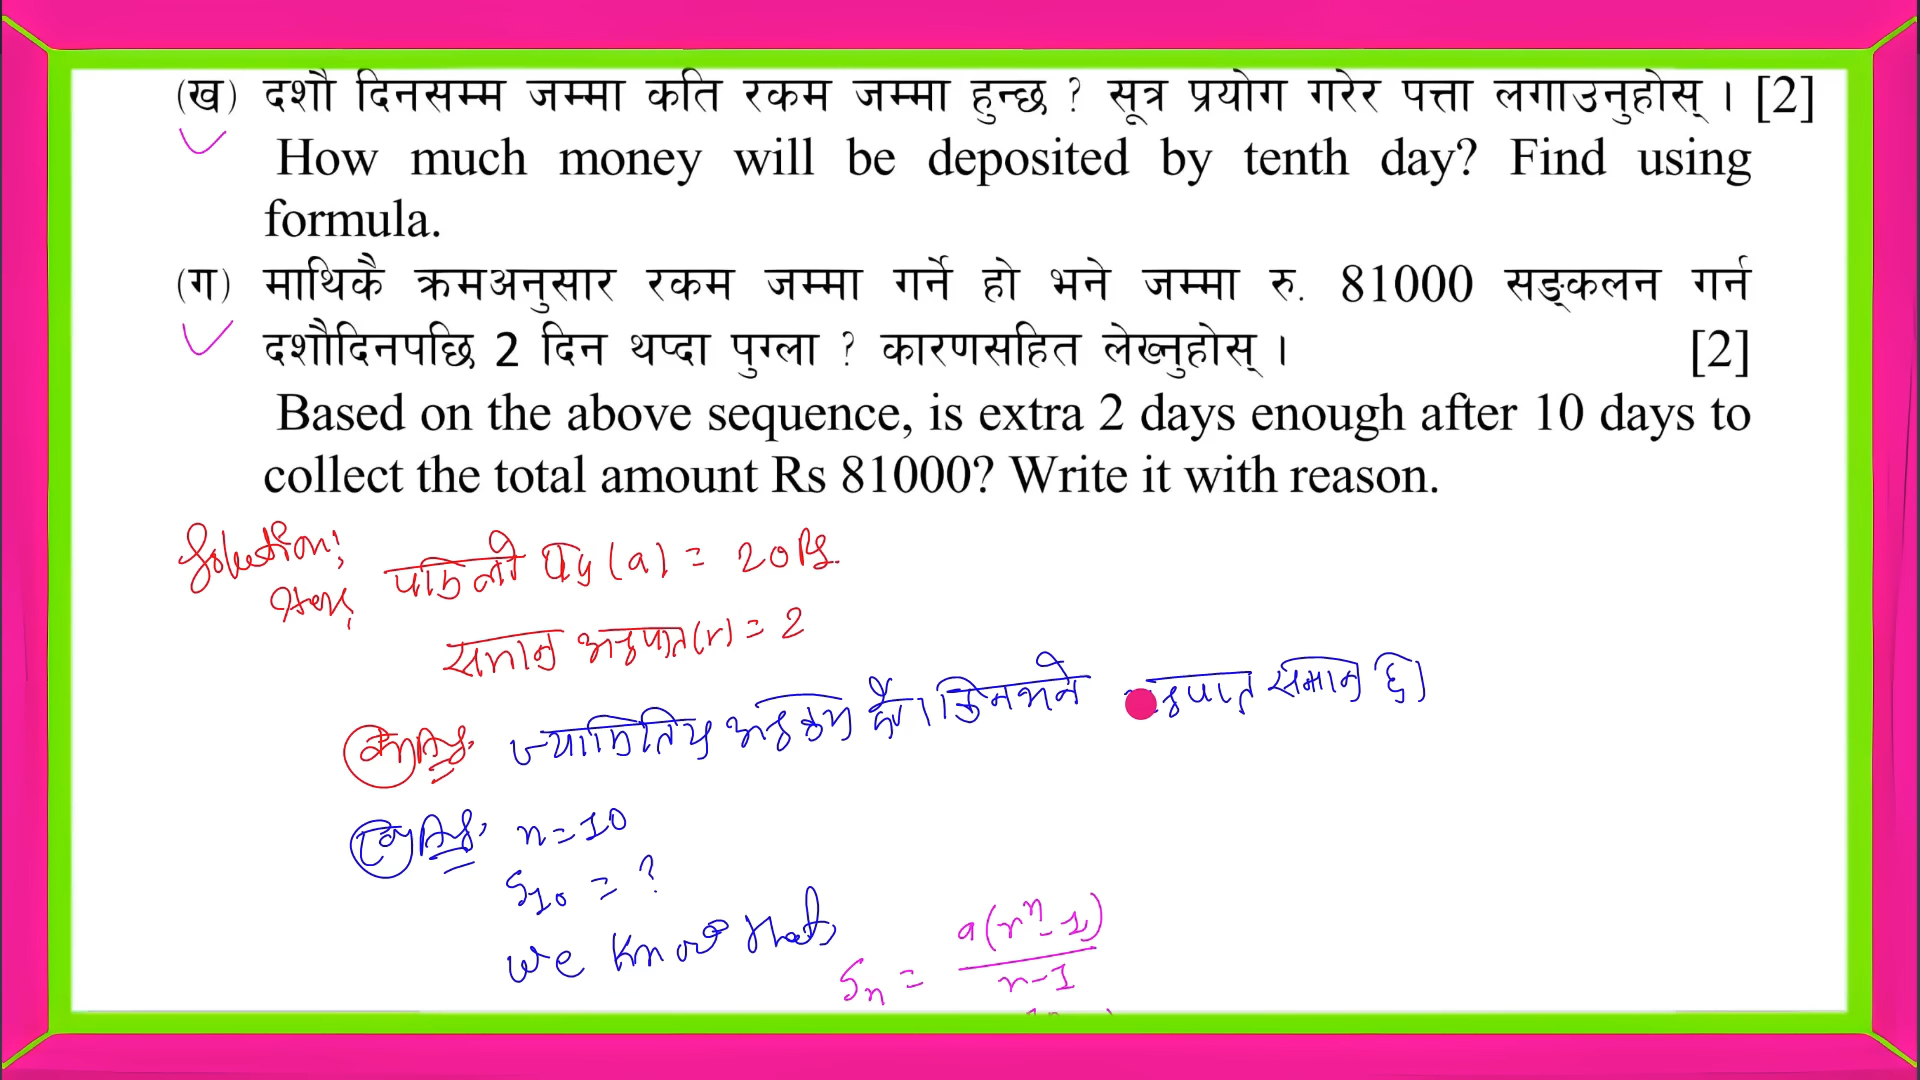 (ख) दशौ दिनसम्म जम्मा कति रकम जम्मा हुन्छ ? सूत्र प्रयोग गरेर पत्ता लगाउनुहोस् । [2]
How much money will be deposited by tenth day? Find using
formula.
(ग) माथिकै क्रमअनुसार रकम जम्मा गर्ने हो भने जम्मा रु. 81000 सङ्कलन गर्न
दशौदिनपछि 2 दिन थप्दा पुग्ला ? कारणसहित लेख्नुहोस् । [2]
Based on the above sequence, is extra 2 days enough after 10 days to
collect the total amount Rs 81000? Write it with reason.
Solution;
Here, पहिलो पद (a) = 20 Rs.
समान अनुपात (r) = 2
(क) Ans, ज्यामितिय अनुक्रम हो । किनभने समान छ।
(ख) Ans, n = 10
S10 = ?
We know that,
Sn = a(r^n - 1) / r - 1